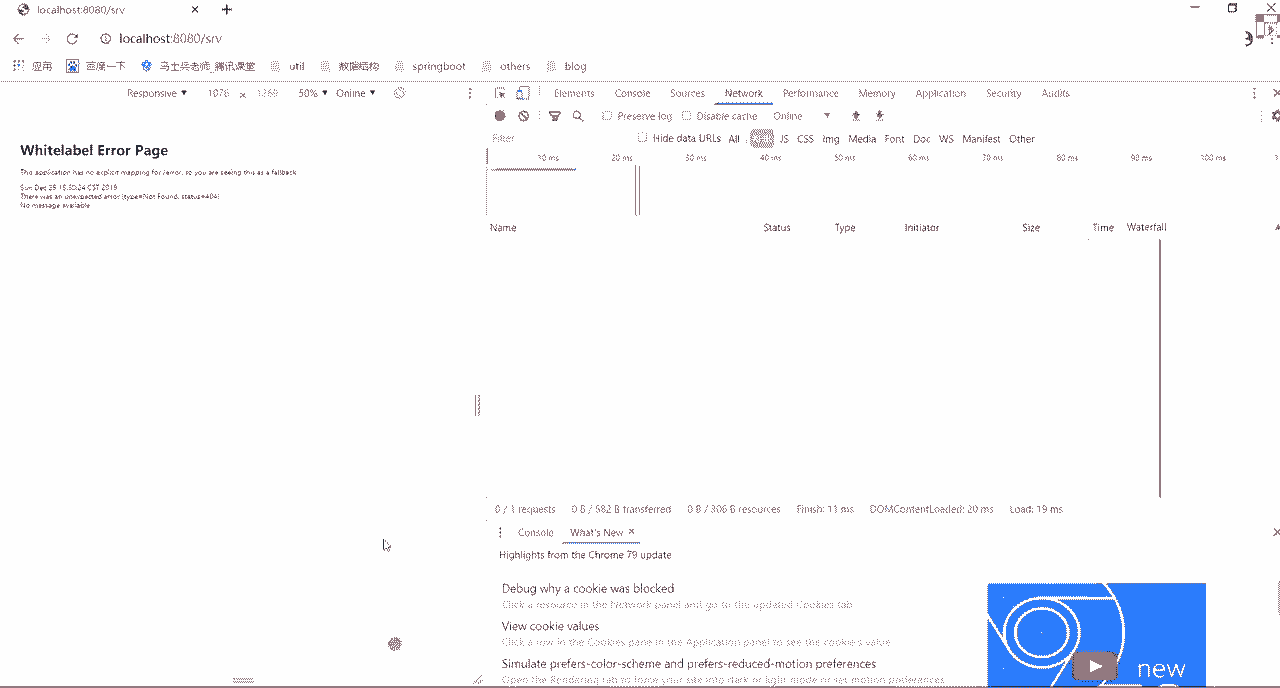 localhost:8080/srv
localhost:8080/srv
应用 百度一下 马士兵老师_腾讯课堂 util 数据结构 springboot others blog
Responsive ▼ 1076 × 1280 50% ▼ Online ▼
Elements Console Sources Network Performance Memory Application Security Audits
Preserve log Disable cache Online ▼
Filter Hide data URLs All JS CSS Img Media Font Doc WS Manifest Other
10 ms 20 ms 30 ms 40 ms 50 ms 60 ms 70 ms 80 ms 90 ms 100 ms
Whitelabel Error Page
This application has no explicit mapping for /error, so you are seeing this as a fallback.
Sun Dec 29 CST 2019
There was an unexpected error (type=Not Found, status=404).
No message available
Name Status Type Initiator Size Time Waterfall
0 / 1 requests 0 B / 582 B transferred 0 B / 306 B resources Finish: 11 ms DOMContentLoaded: 20 ms Load: 19 ms
Console What's New
Highlights from the Chrome 79 update
Debug why a cookie was blocked
Click a resource in the Network panel and go to the updated Cookies tab.
View cookie values
Click a row in the Cookies pane in the Application panel to see the cookie's value.
Simulate prefers-color-scheme and prefers-reduced-motion preferences
Open the Rendering tab to force your site into dark or light mode or set motion preferences.
new